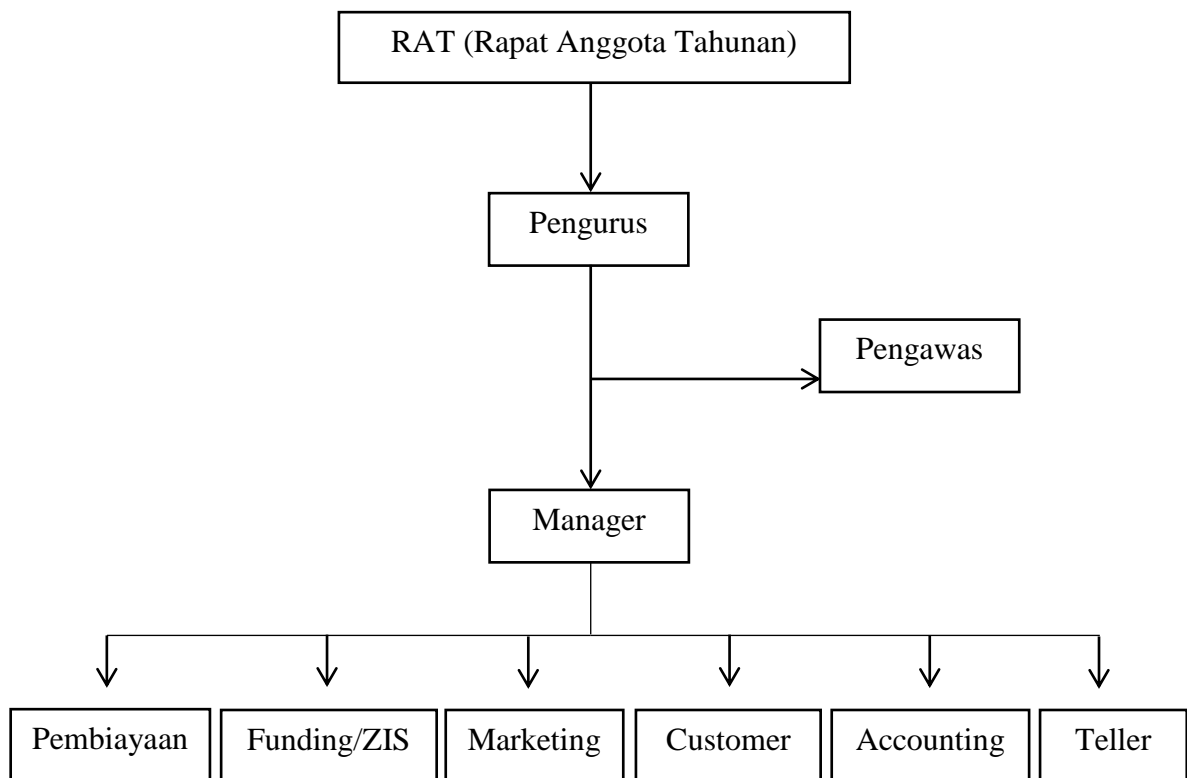 RAT (Rapat Anggota Tahunan)
Pengurus
Pengawas
Manager
Pembiayaan
Funding/ZIS
Marketing
Customer
Accounting
Teller